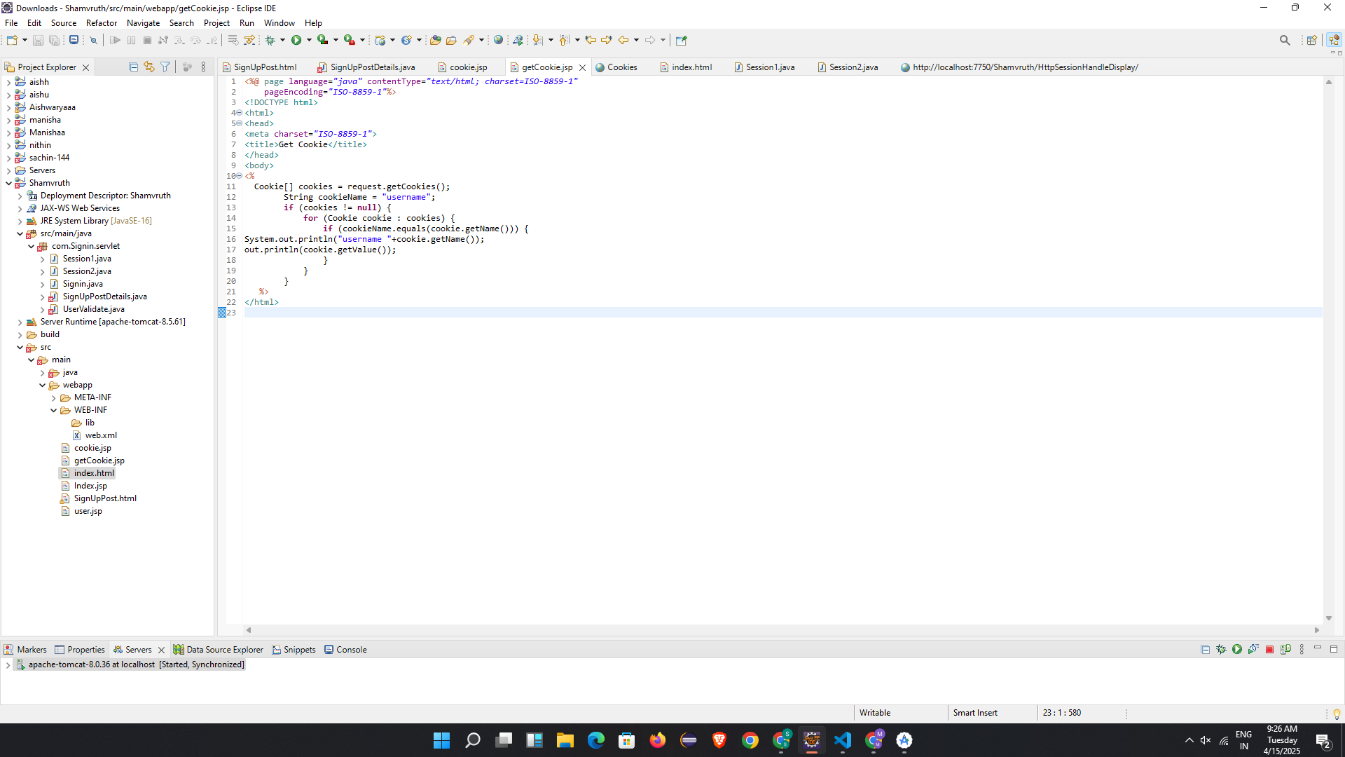 Downloads - Shamvruth/src/main/webapp/getCookie.jsp - Eclipse IDE
File Edit Source Refactor Navigate Search Project Run Window Help
Project Explorer
SignUpPost.html SignUpPostDetails.java cookie.jsp getCookie.jsp Cookies index.html Session1.java Session2.java http://localhost:7750/Shamvruth/HttpSessionHandleDisplay/
aishh
aishu
Aishwaryaaa
manisha
Manishaa
nithin
sachin-144
Servers
Shamvruth
Deployment Descriptor: Shamvruth
JAX-WS Web Services
JRE System Library [JavaSE-16]
src/main/java
com.Signin.servlet
Session1.java
Session2.java
Signin.java
SignUpPostDetails.java
UserValidate.java
Server Runtime [apache-tomcat-8.5.61]
build
src
main
java
webapp
META-INF
WEB-INF
lib
web.xml
cookie.jsp
getCookie.jsp
index.html
Index.jsp
SignUpPost.html
user.jsp
1 <%@ page language="java" contentType="text/html; charset=ISO-8859-1"
2 pageEncoding="ISO-8859-1"%>
3 <!DOCTYPE html>
4 <html>
5 <head>
6 <meta charset="ISO-8859-1">
7 <title>Get Cookie</title>
8 </head>
9 <body>
10 <%
11 Cookie[] cookies = request.getCookies();
12 String cookieName = "username";
13 if (cookies != null) {
14 for (Cookie cookie : cookies) {
15 if (cookieName.equals(cookie.getName())) {
16 System.out.println("username "+cookie.getName());
17 out.println(cookie.getValue());
18 }
19 }
20 }
21 %>
22 </html>
23
Markers Properties Servers Data Source Explorer Snippets Console
apache-tomcat-8.0.36 at localhost [Started, Synchronized]
Writable Smart Insert 23 : 1 : 580
ENG
IN
9:26 AM
Tuesday
4/15/2025
2